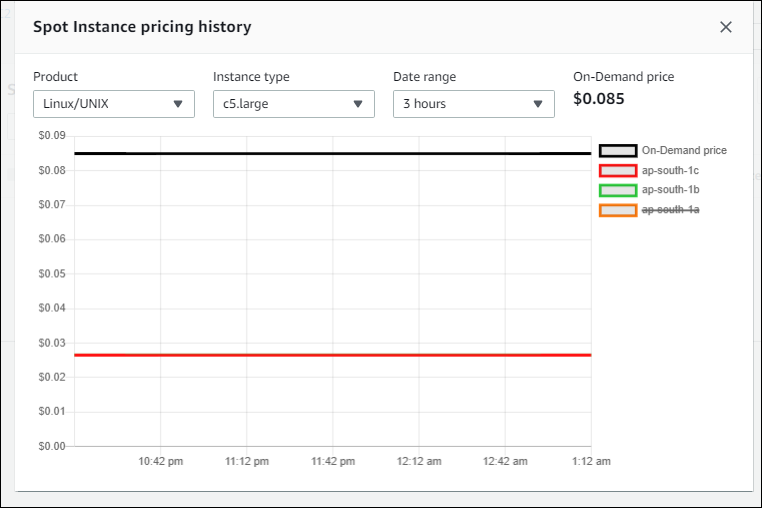 Spot Instance pricing history
Product Instance type Date range On-Demand price
Linux/UNIX c5.large 3 hours $0.085
$0.09
On-Demand price
$0.08
ap-south-1c
ap-south-1b
$0.07
ap-south-1a
$0.06
$0.05
$0.04
$0.03
$0.02
$0.01
$0.00
10:42 pm 11:12 pm 11:42 pm 12:12 am 12:42 am 1:12 am